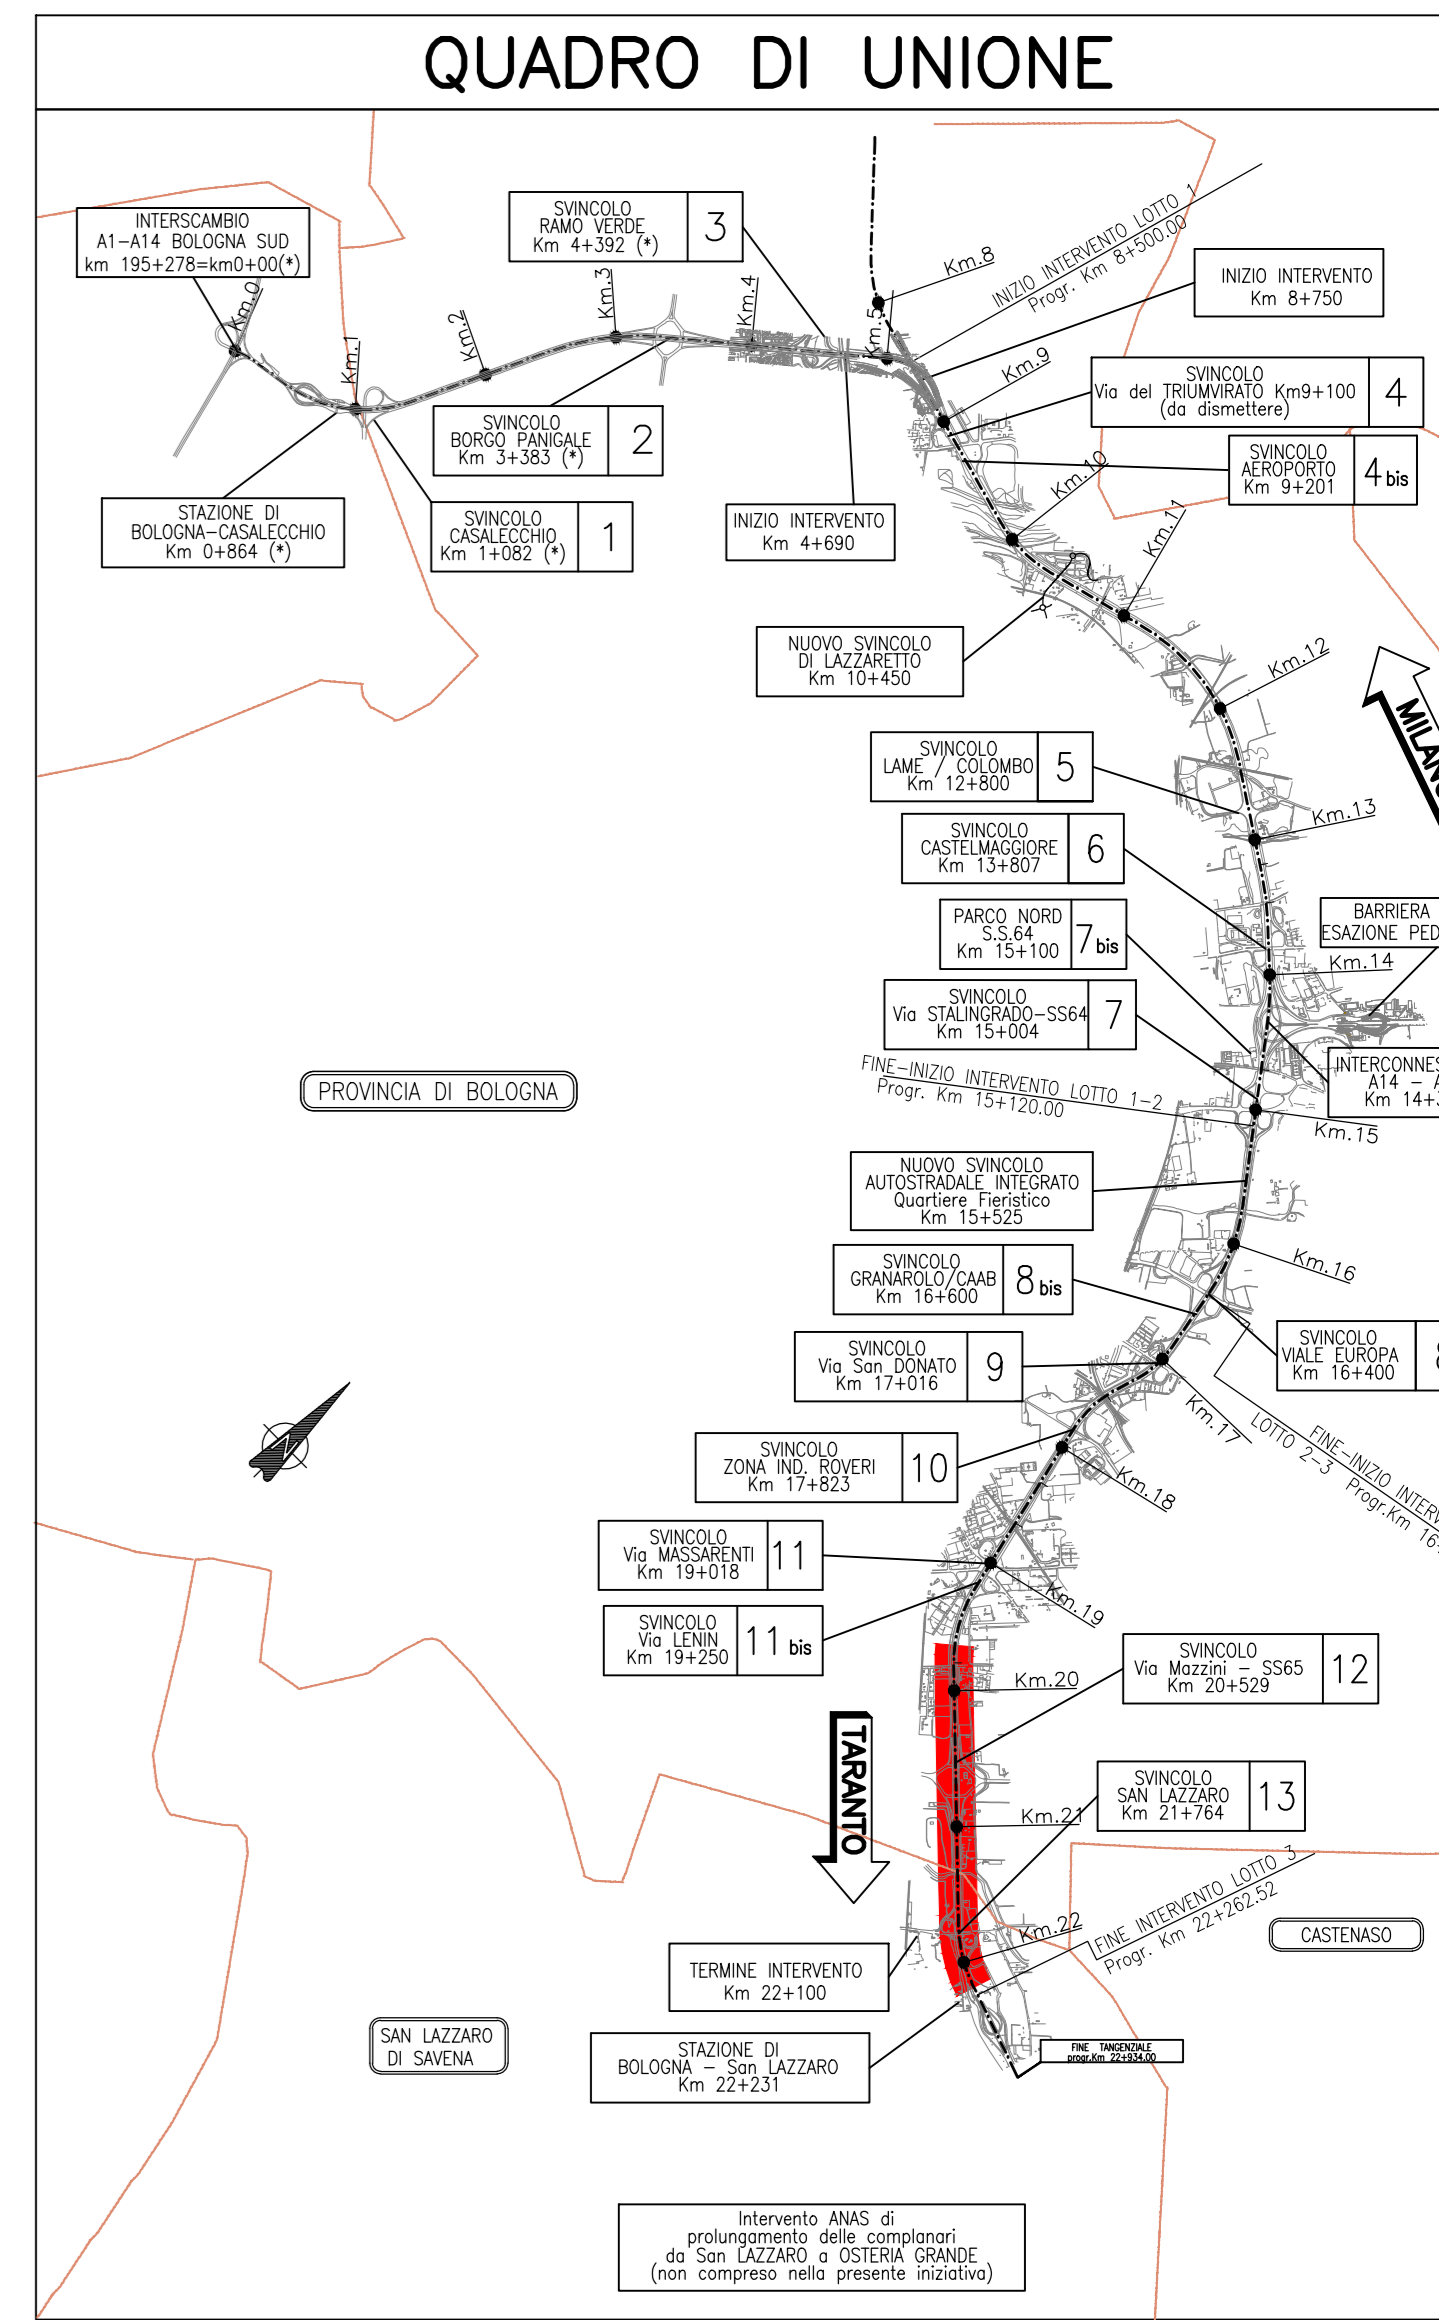 QUADRO DI UNIONE
INTERSCAMBIO
A1-A14 BOLOGNA SUD
km 195+278=km0+00(*)
SVINCOLO
RAMO VERDE
Km 4+392 (*)
3
INIZIO INTERVENTO LOTTO 1
Progr. Km 8+500.00
INIZIO INTERVENTO
Km 8+750
Km.0
Km.1
Km.2
Km.3
Km.4
Km.5
Km.8
Km.9
SVINCOLO
Via del TRIUMVIRATO Km9+100
(da dismettere)
4
SVINCOLO
BORGO PANIGALE
Km 3+383 (*)
2
SVINCOLO
AEROPORTO
Km 9+201
4 bis
STAZIONE DI
BOLOGNA-CASALECCHIO
Km 0+864 (*)
SVINCOLO
CASALECCHIO
Km 1+082 (*)
1
INIZIO INTERVENTO
Km 4+690
Km.10
Km.11
NUOVO SVINCOLO
DI LAZZARETTO
Km 10+450
Km.12
SVINCOLO
LAME / COLOMBO
Km 12+800
5
Km.13
SVINCOLO
CASTELMAGGIORE
Km 13+807
6
PARCO NORD
S.S.64
Km 15+100
7 bis
BARRIERA
ESAZIONE
Km.14
SVINCOLO
Via STALINGRADO-SS64
Km 15+004
7
A14 -
FINE-INIZIO INTERVENTO LOTTO 1-2
Progr. Km 15+120.00
Km.15
PROVINCIA DI BOLOGNA
NUOVO SVINCOLO
AUTOSTRADALE INTEGRATO
Quartiere Fieristico
Km 15+525
Km.16
SVINCOLO
GRANAROLO/CAAB
Km 16+600
8 bis
SVINCOLO
VIALE EUROPA
Km 16+400
SVINCOLO
Via San DONATO
Km 17+016
9
Km.17
FINE-INIZIO
LOTTO 2-3 Progr.Km
SVINCOLO
ZONA IND. ROVERI
Km 17+823
10
Km.18
SVINCOLO
Via MASSARENTI
Km 19+018
11
Km.19
SVINCOLO
Via LENIN
Km 19+250
11 bis
SVINCOLO
Via Mazzini - SS65
Km 20+529
12
Km.20
TARANTO
SVINCOLO
SAN LAZZARO
Km 21+764
13
Km.21
FINE INTERVENTO LOTTO 3
Progr. Km 22+262.52
Km.22
CASTENASO
TERMINE INTERVENTO
Km 22+100
SAN LAZZARO
DI SAVENA
STAZIONE DI
BOLOGNA - San LAZZARO
Km 22+231
FINE TANGENZIALE
progr.Km 22+934.00
Intervento ANAS di
prolungamento delle complanari
da San LAZZARO a OSTERIA GRANDE
(non compreso nella presente iniziativa)